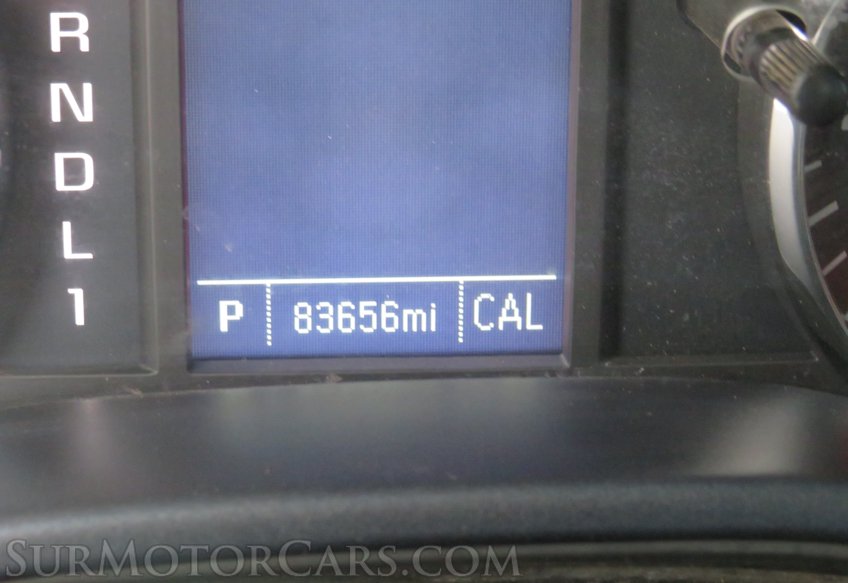 R
N
D
L
1
P 83656mi CAL
SurMotorCars.com